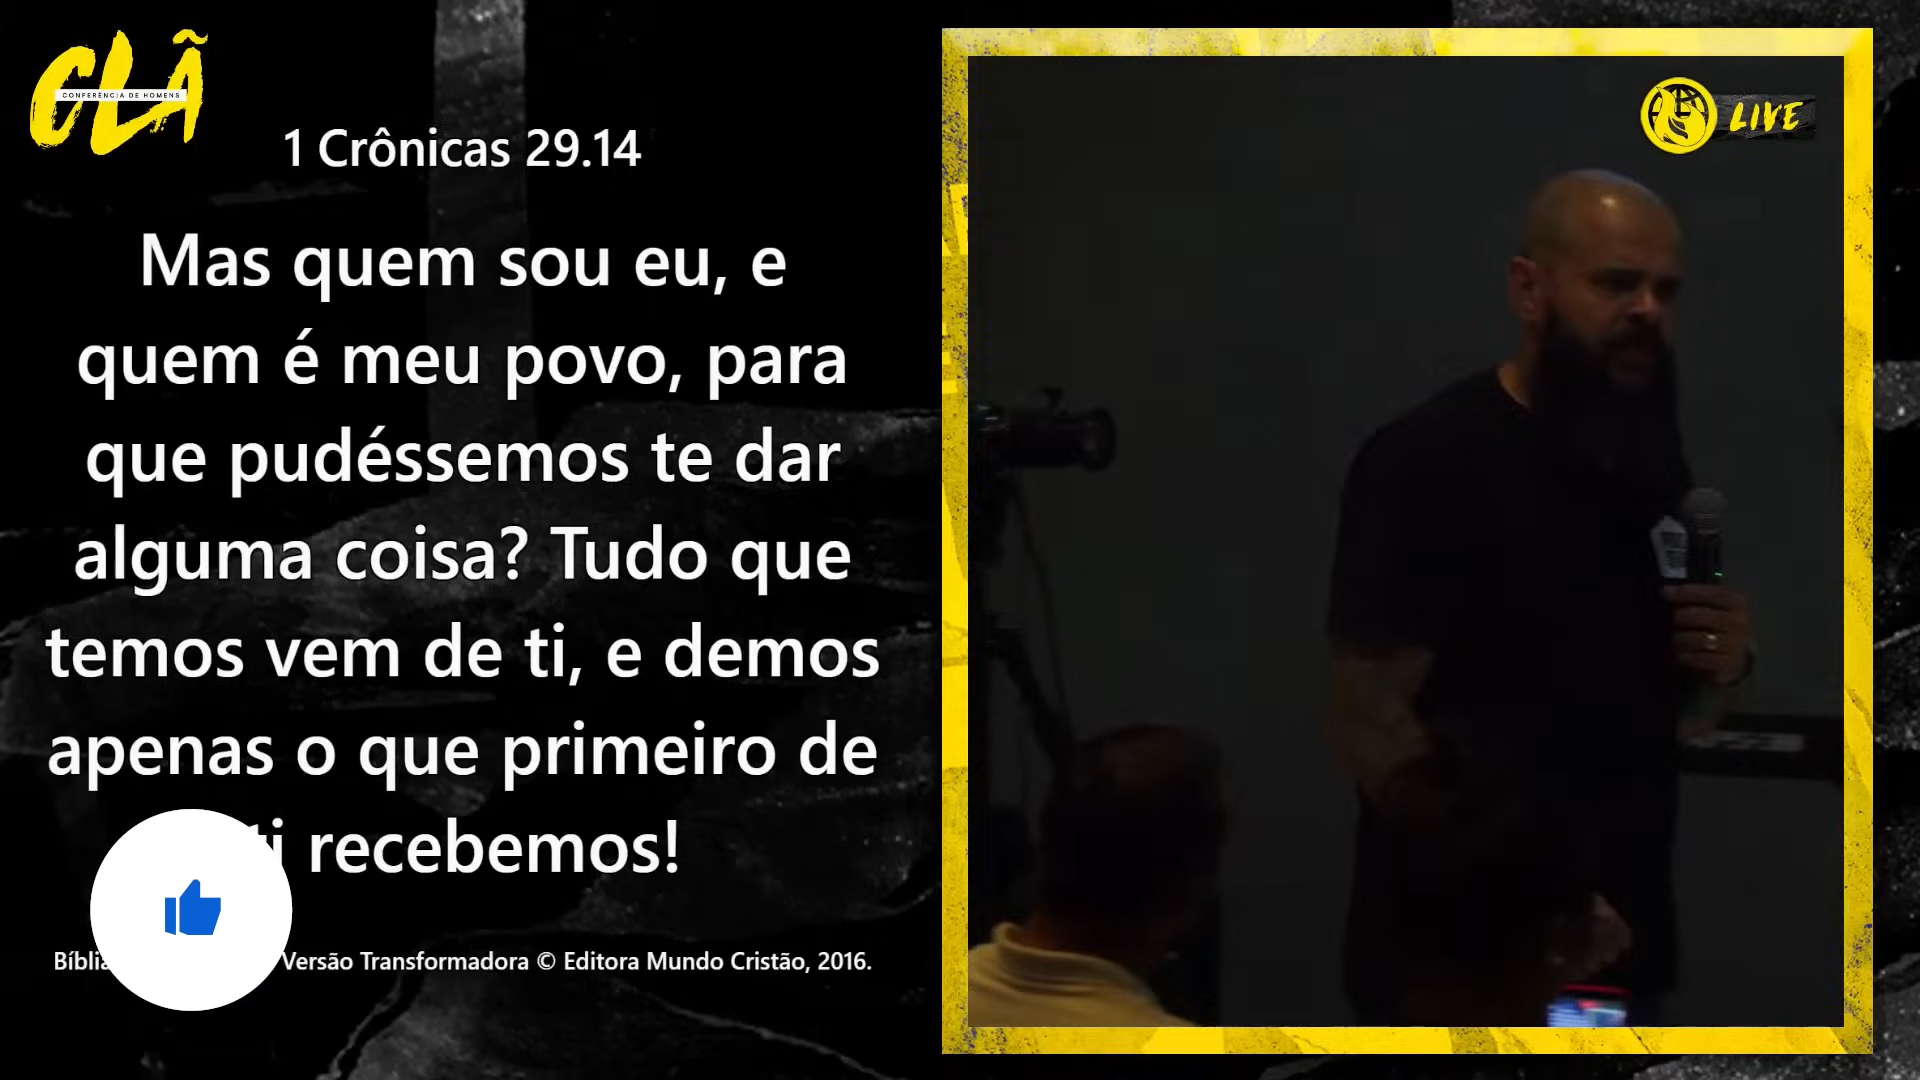 CLÃ
CONFERÊNCIA DE HOMENS
LIVE
1 Crônicas 29.14
Mas quem sou eu, e
quem é meu povo, para
que pudéssemos te dar
alguma coisa? Tudo que
temos vem de ti, e demos
apenas o que primeiro de
ti recebemos!
Bíblia Versão Transformadora © Editora Mundo Cristão, 2016.